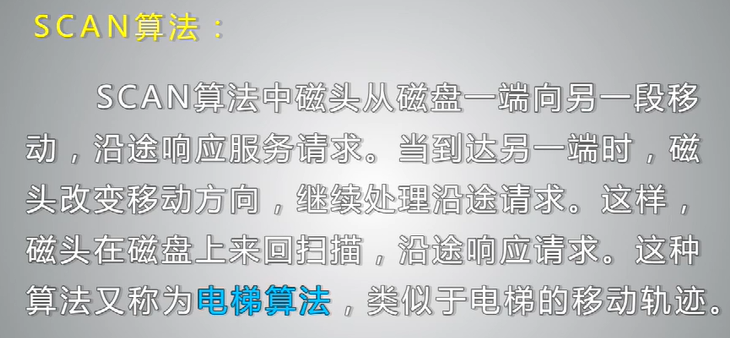 SCAN算法：
SCAN算法中磁头从磁盘一端向另一段移
动，沿途响应服务请求。当到达另一端时，磁
头改变移动方向，继续处理沿途请求。这样，
磁头在磁盘上来回扫描，沿途响应请求。这种
算法又称为电梯算法，类似于电梯的移动轨迹。